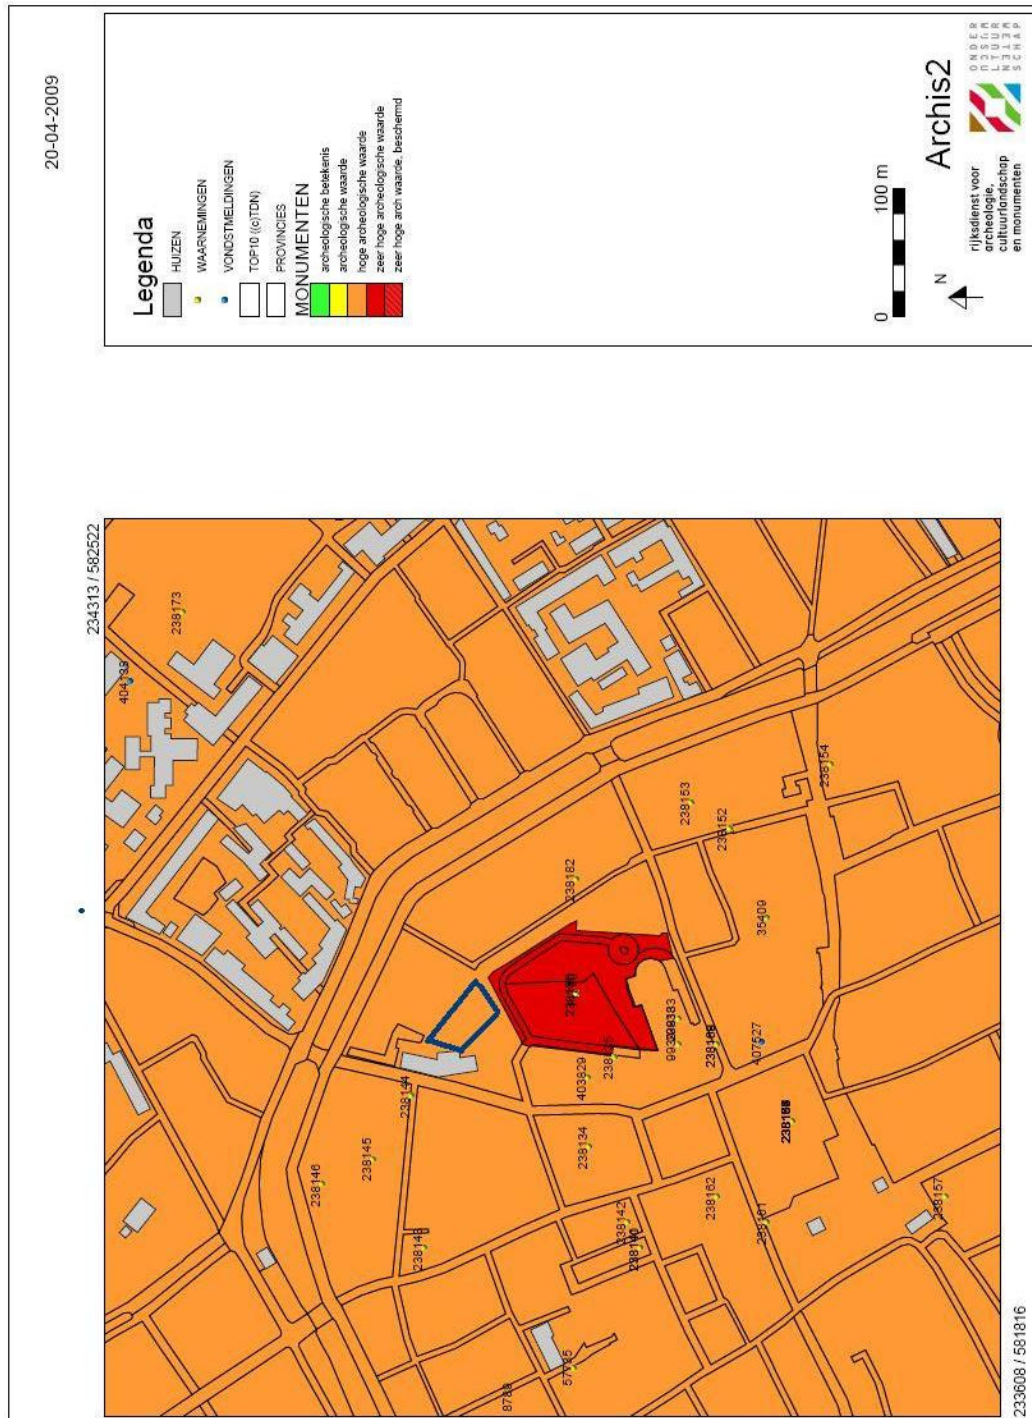 20-04-2009
Legenda
HUIZEN
WAARNEMINGEN
VONDSTMELDINGEN
TOP10 ((c)TDN)
PROVINCIES
MONUMENTEN
archeologische betekenis
archeologische waarde
hoge archeologische waarde
zeer hoge archeologische waarde
zeer hoge arch waarde, beschermd
0 100 m
N
Archis2
rijksdienst voor
archeologie,
cultuurlandschap
en monumenten
234313 / 582522
238173
238146
238145
238144
238182
238153
238152
238154
35409
403829
238134
407527
238142
238162
238157
8789
233608 / 581816